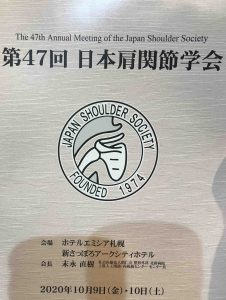 The 47th Annual Meeting of the Japan Shoulder Society
第47回 日本肩関節学会
JAPAN SHOULDER SOCIETY
FOUNDED 1974
会場 ホテルエミシア札幌
新さっぽろアークシティホテル
会長 末永 直樹
2020年10月9日(金)・10日(土)